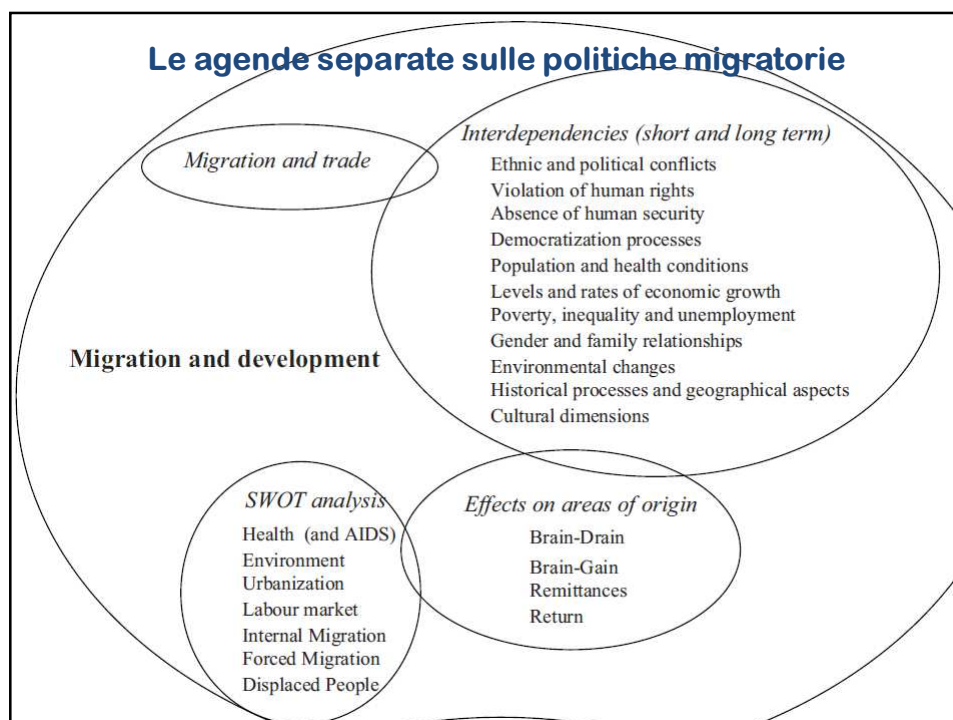 Le agende separate sulle politiche migratorie
Migration and trade
Interdependencies (short and long term)
Ethnic and political conflicts
Violation of human rights
Absence of human security
Democratization processes
Population and health conditions
Levels and rates of economic growth
Poverty, inequality and unemployment
Gender and family relationships
Environmental changes
Historical processes and geographical aspects
Cultural dimensions
Migration and development
SWOT analysis
Health (and AIDS)
Environment
Urbanization
Labour market
Internal Migration
Forced Migration
Displaced People
Effects on areas of origin
Brain-Drain
Brain-Gain
Remittances
Return